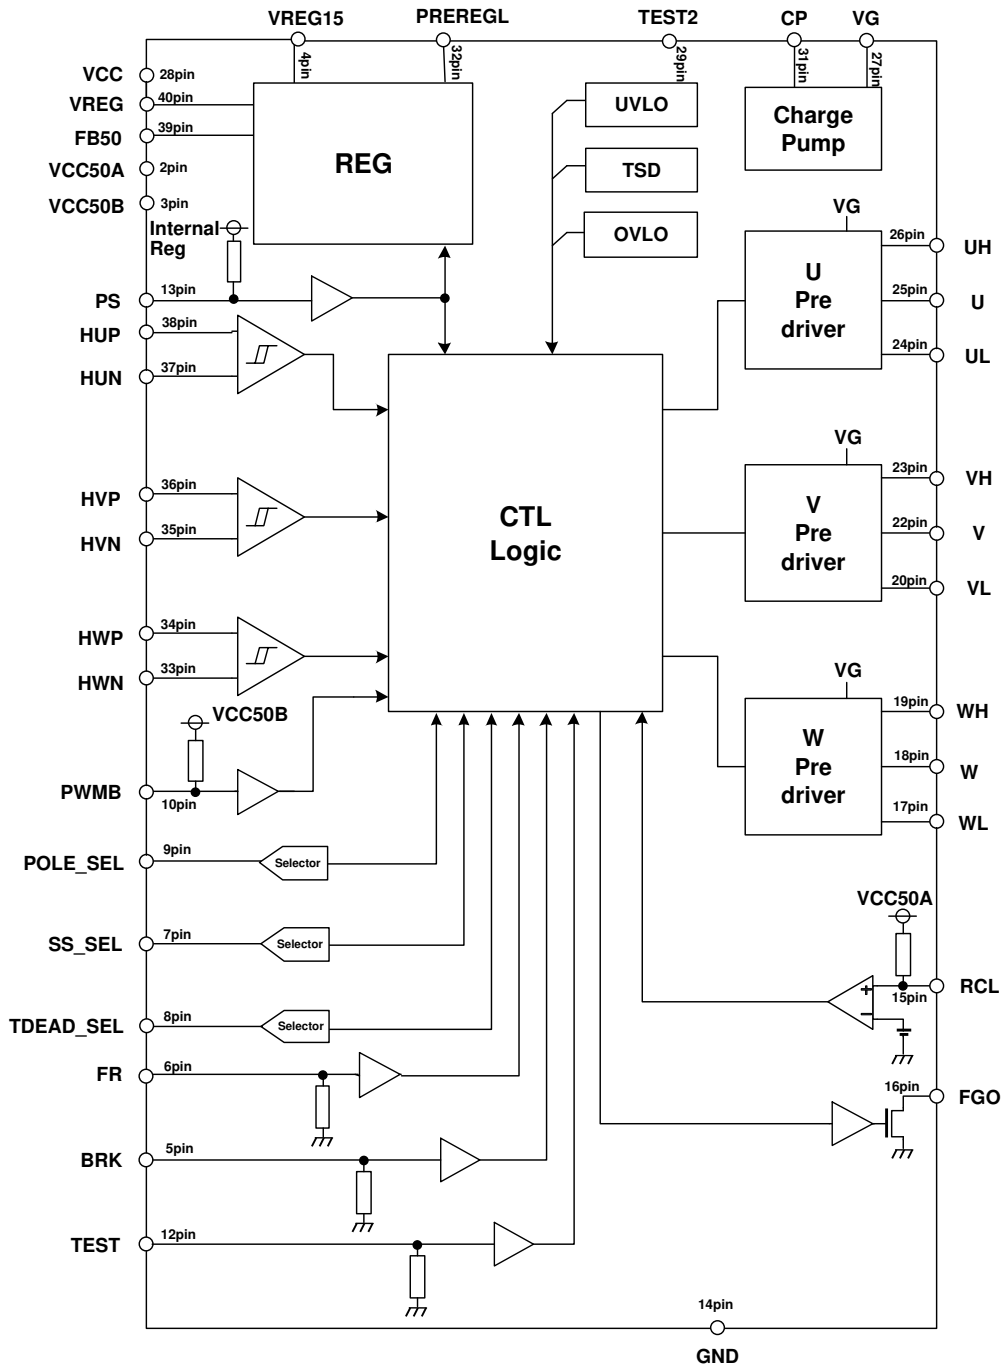 VREG15
PREREGL
TEST2
CP
VG
4pin
32pin
29pin
31pin
27pin
VCC
28pin
VREG
40pin
FB50
39pin
VCC50A
2pin
VCC50B
3pin
REG
UVLO
TSD
OVLO
Charge
Pump
Internal
Reg
PS
13pin
HUP
38pin
HUN
37pin
VG
U
Pre
driver
26pin
UH
25pin
U
24pin
UL
HVP
36pin
HVN
35pin
CTL
Logic
VG
V
Pre
driver
23pin
VH
22pin
V
20pin
VL
HWP
34pin
HWN
33pin
VCC50B
PWMB
10pin
VG
W
Pre
driver
19pin
WH
18pin
W
17pin
WL
POLE_SEL
9pin
Selector
SS_SEL
7pin
Selector
TDEAD_SEL
8pin
Selector
VCC50A
+
−
15pin
RCL
FR
6pin
16pin
FGO
BRK
5pin
TEST
12pin
14pin
GND